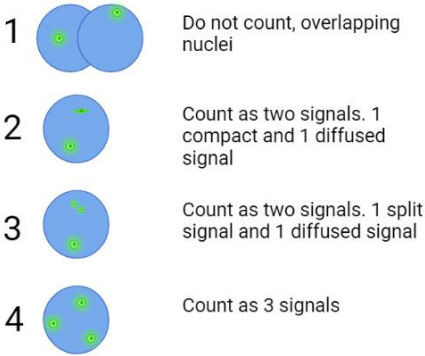 1
Do not count, overlapping
nuclei
2
Count as two signals. 1
compact and 1 diffused
signal
3
Count as two signals. 1 split
signal and 1 diffused signal
4
Count as 3 signals